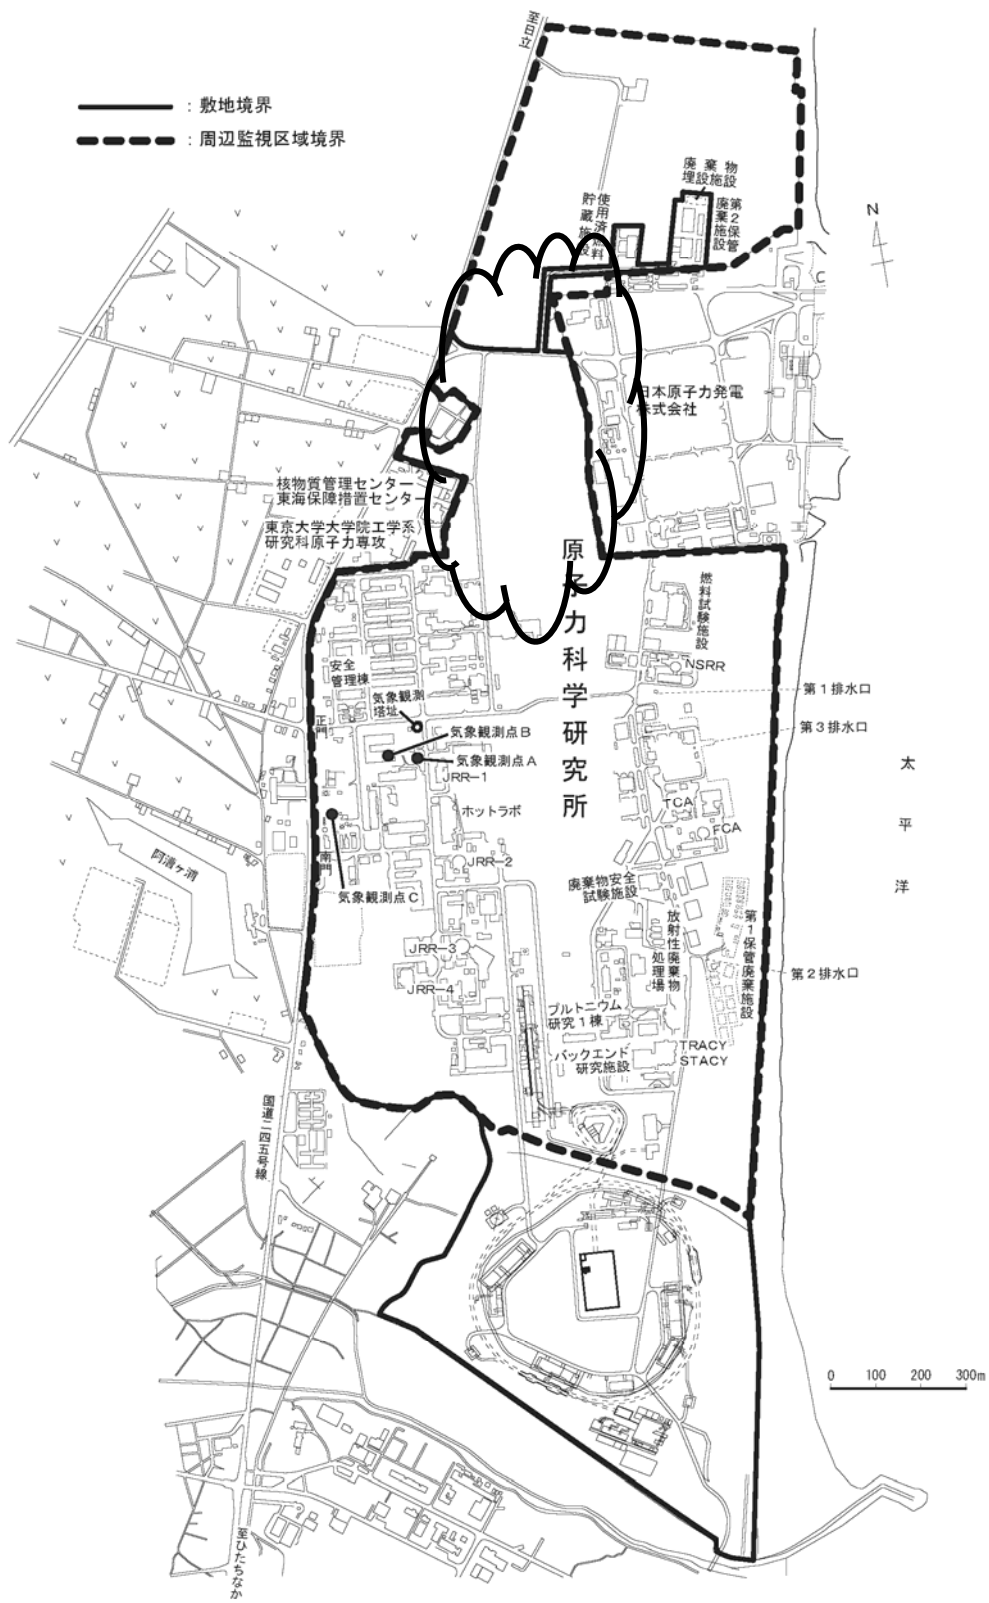 至日立
：敷地境界
：周辺監視区域境界
廃棄物
埋設施設
使用済燃料
貯蔵施設
第2保管
廃棄施設
N
日本原子力発電
株式会社
核物質管理センター
東海保障措置センター
東京大学大学院工学系
研究科原子力専攻
原子力科学研究所
燃料試験施設
NSRR
安全
管理棟
気象観測
塔址
正門
第1排水口
第3排水口
気象観測点B
気象観測点A
JRR-1
太平洋
TCA
FCA
ホットラボ
JRR-2
南門
阿漕ヶ浦
気象観測点C
廃棄物安全
試験施設
放射性廃棄物
処理場
第1保管廃棄施設
JRR-3
JRR-4
第2排水口
プルトニウム
研究1棟
バックエンド
研究施設
TRACY
STACY
国道二四五号線
0 100 200 300m
至ひたちなか